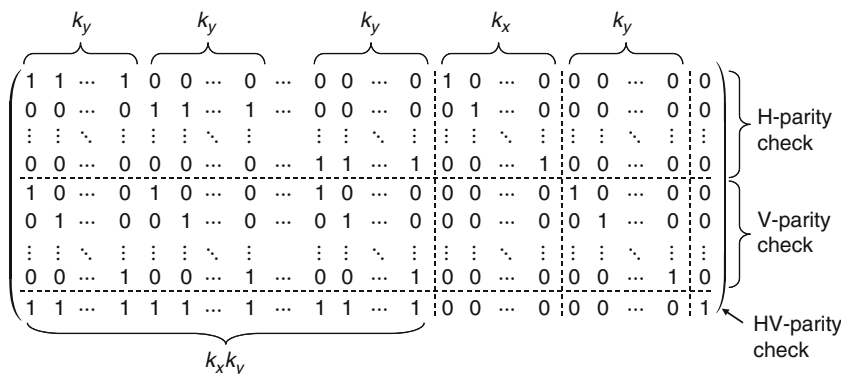 k_y k_y k_y k_x k_y
1 1 ⋯ 1 0 0 ⋯ 0 ⋯ 0 0 ⋯ 0 1 0 ⋯ 0 0 0 ⋯ 0 0
0 0 ⋯ 0 1 1 ⋯ 1 ⋯ 0 0 ⋯ 0 0 1 ⋯ 0 0 0 ⋯ 0 0
⋮ ⋮ ⋱ ⋮ ⋮ ⋮ ⋱ ⋮ ⋮ ⋮ ⋱ ⋮ ⋮ ⋮ ⋱ ⋮ ⋮ ⋮ ⋱ ⋮ ⋮
0 0 ⋯ 0 0 0 ⋯ 0 ⋯ 1 1 ⋯ 1 0 0 ⋯ 1 0 0 ⋯ 0 0
H-parity
check
1 0 ⋯ 0 1 0 ⋯ 0 ⋯ 1 0 ⋯ 0 0 0 ⋯ 0 1 0 ⋯ 0 0
0 1 ⋯ 0 0 1 ⋯ 0 ⋯ 0 1 ⋯ 0 0 0 ⋯ 0 0 1 ⋯ 0 0
⋮ ⋮ ⋱ ⋮ ⋮ ⋮ ⋱ ⋮ ⋮ ⋮ ⋱ ⋮ ⋮ ⋮ ⋱ ⋮ ⋮ ⋮ ⋱ ⋮ ⋮
0 0 ⋯ 1 0 0 ⋯ 1 ⋯ 0 0 ⋯ 1 0 0 ⋯ 0 0 0 ⋯ 1 0
V-parity
check
1 1 ⋯ 1 1 1 ⋯ 1 ⋯ 1 1 ⋯ 1 0 0 ⋯ 0 0 0 ⋯ 0 1
HV-parity
check
k_xk_y